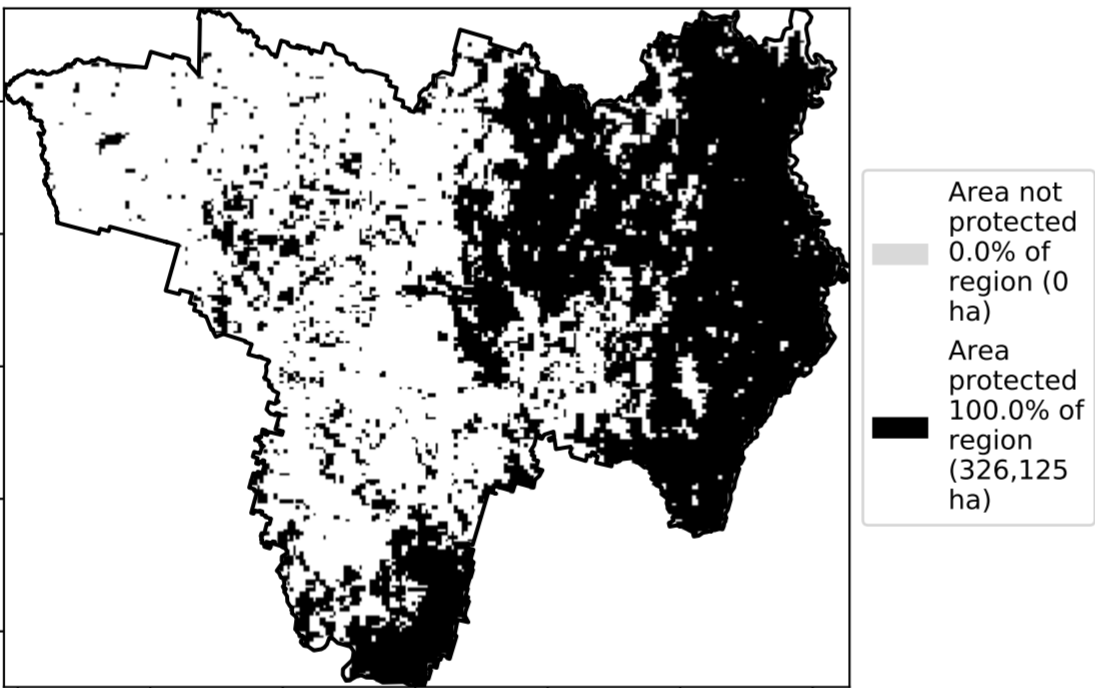 Area not
protected
0.0% of
region (0
ha)
Area
protected
100.0% of
region
(326,125
ha)